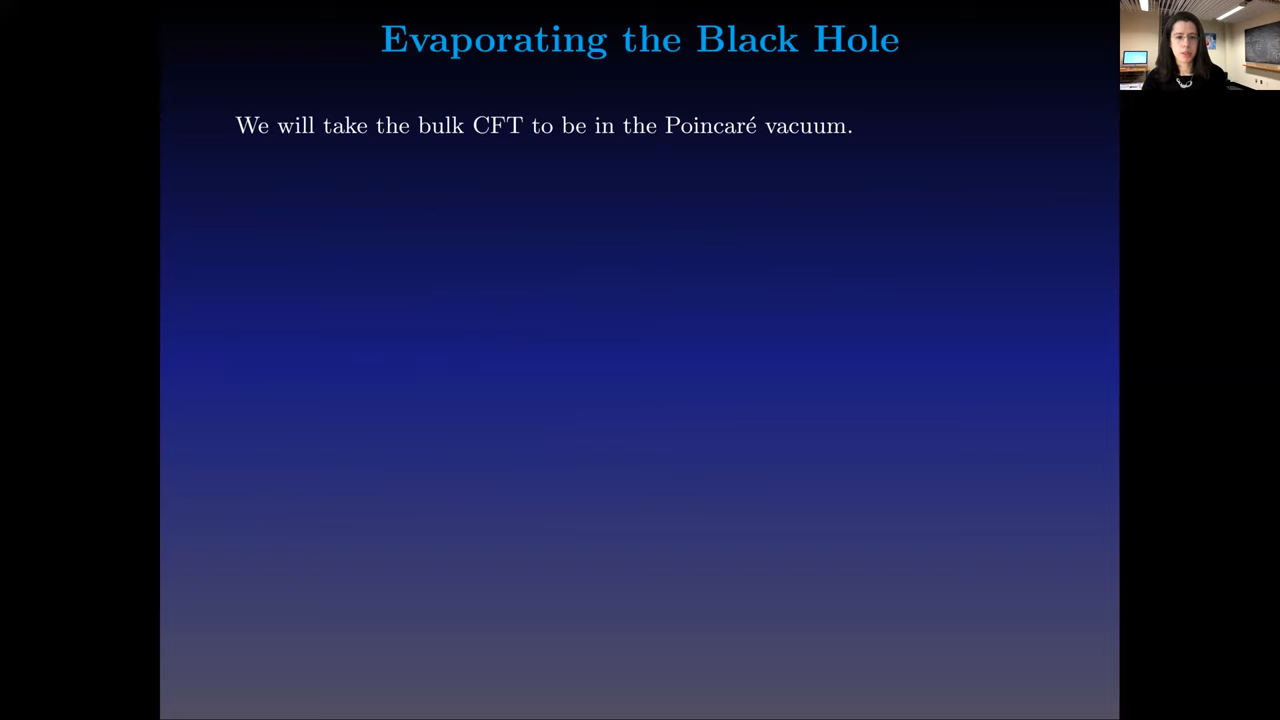 Evaporating the Black Hole
We will take the bulk CFT to be in the Poincaré vacuum.